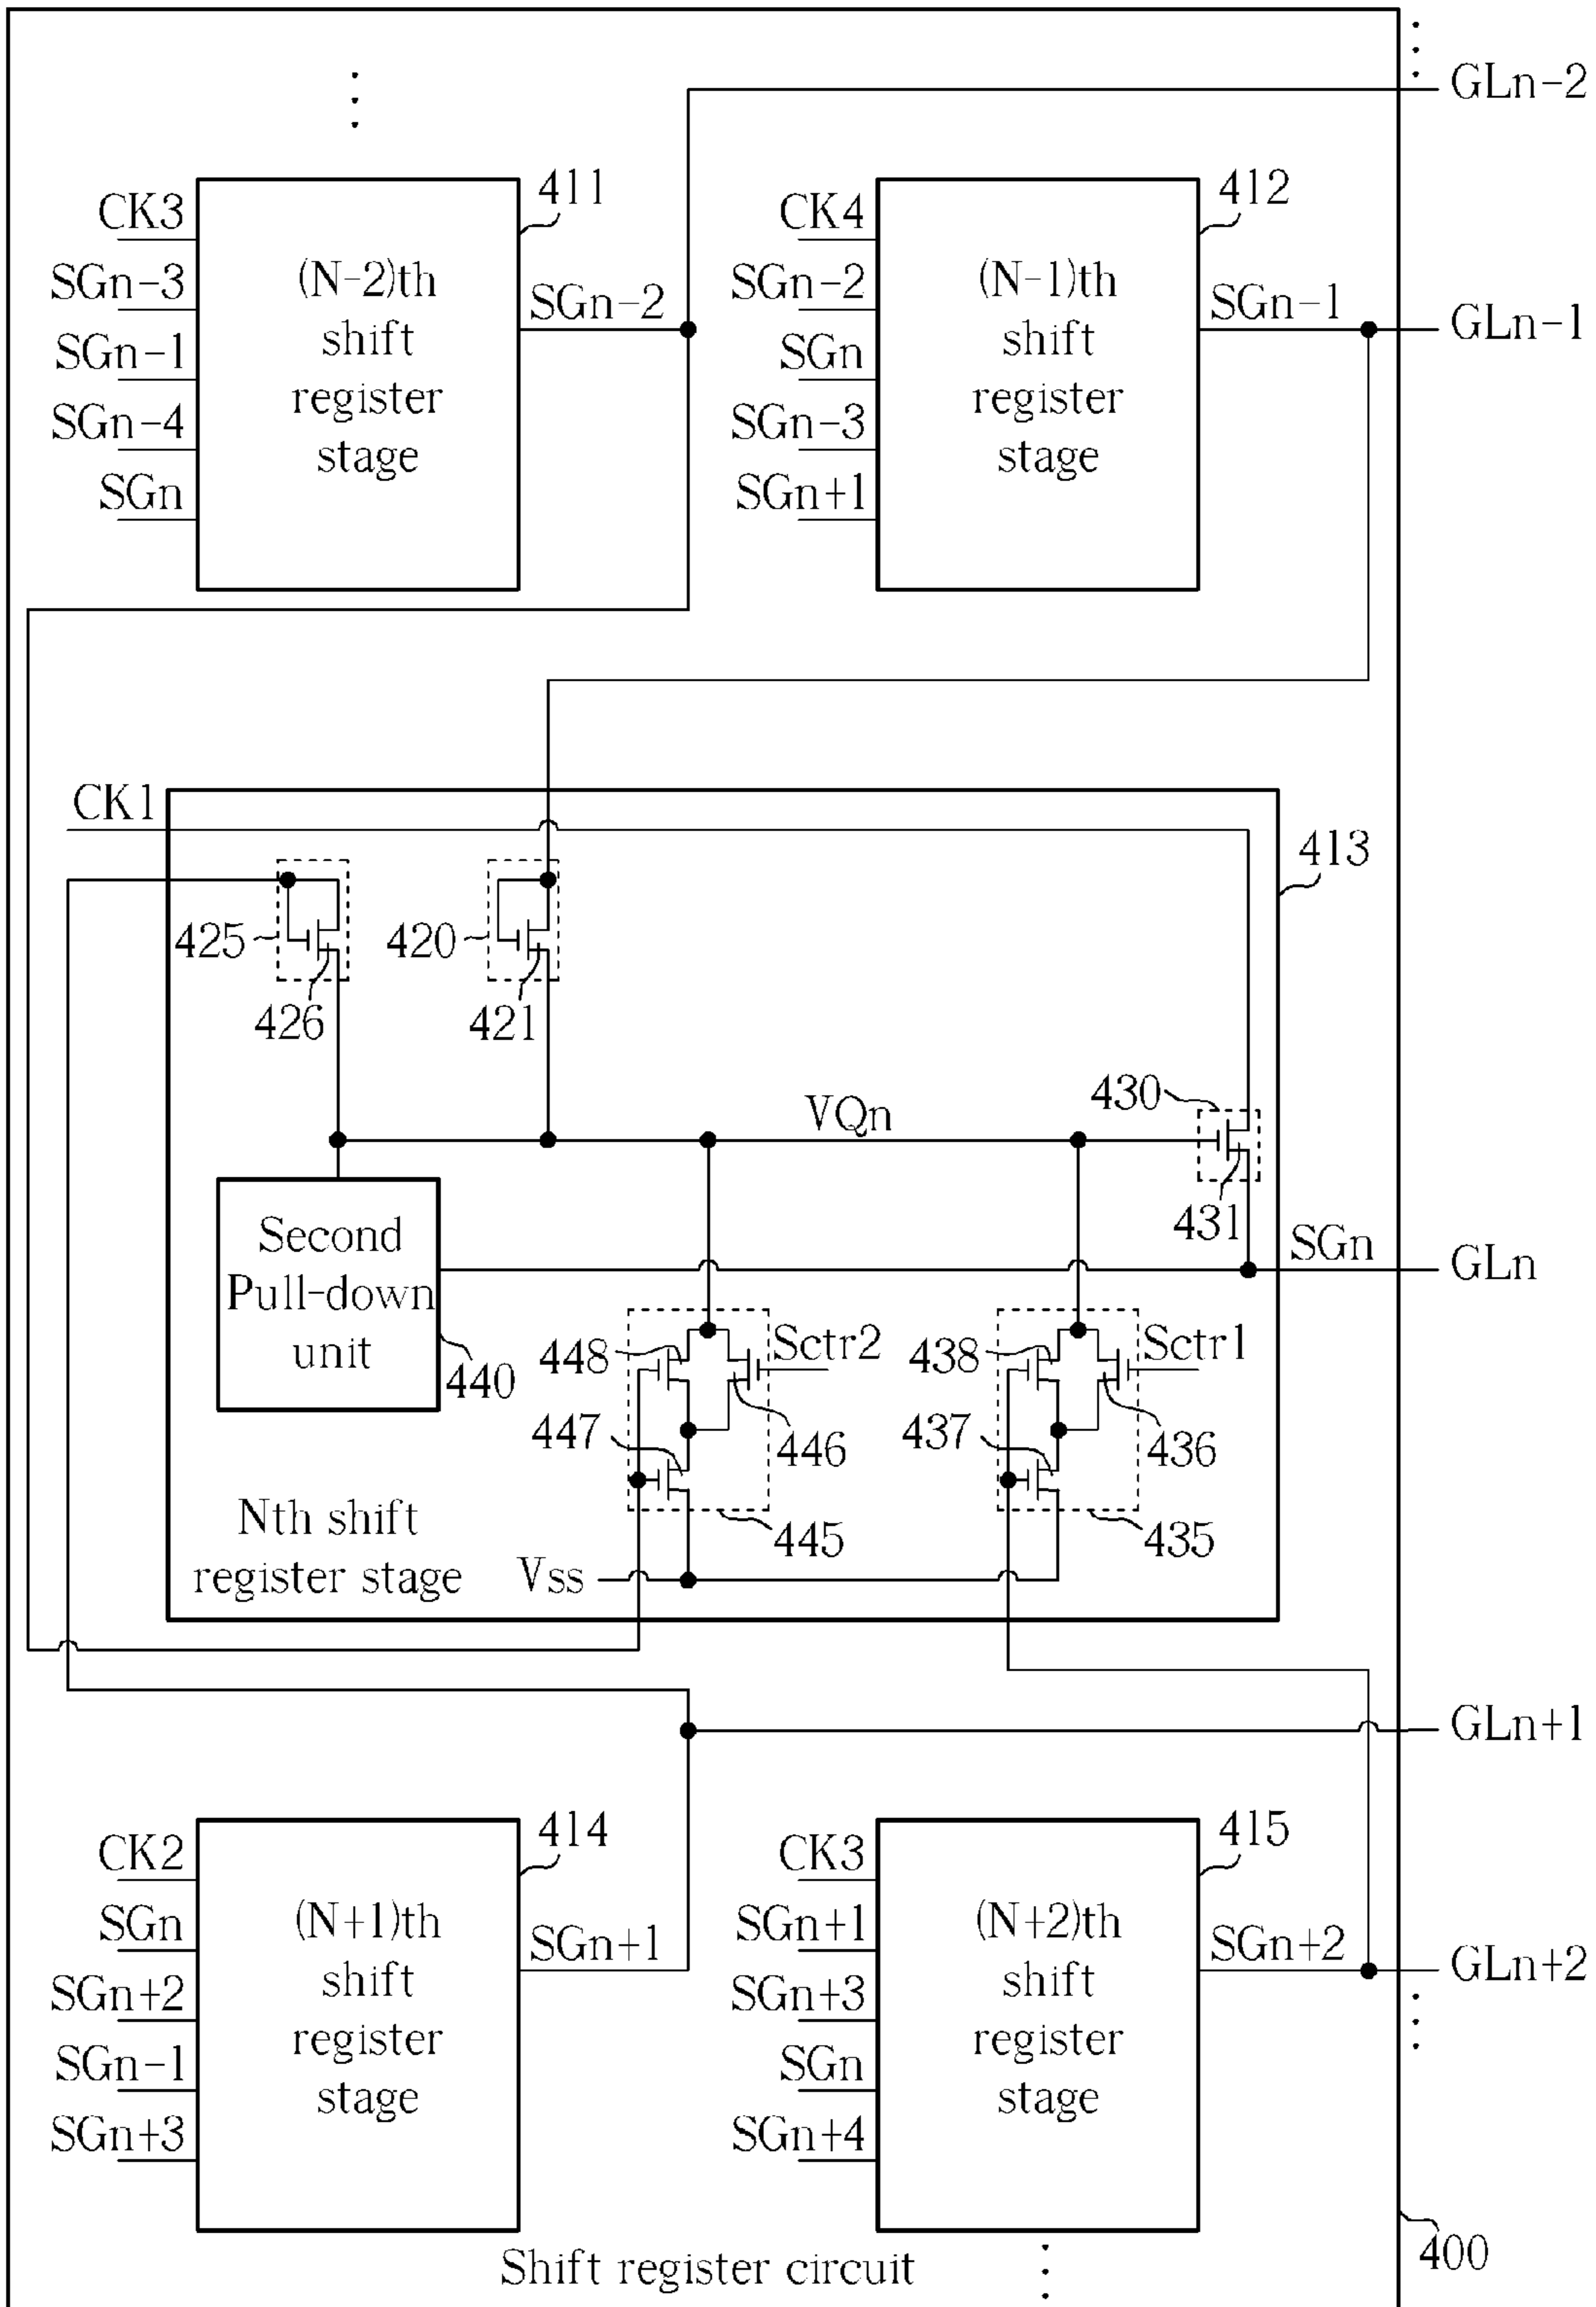 GLn-2
411
412
CK3
SGn-3
SGn-1
SGn-4
SGn
(N-2)th
shift
register
stage
SGn-2
CK4
SGn-2
SGn
SGn-3
SGn+1
(N-1)th
shift
register
stage
SGn-1
GLn-1
CK1
413
425
420
426
421
430
VQn
431
Second
Pull-down
unit
440
SGn
GLn
448
Sctr2
438
Sctr1
447
446
437
436
445
435
Nth shift
register stage
Vss
GLn+1
414
415
CK2
SGn
SGn+2
SGn-1
SGn+3
(N+1)th
shift
register
stage
SGn+1
CK3
SGn+1
SGn+3
SGn
SGn+4
(N+2)th
shift
register
stage
SGn+2
GLn+2
400
Shift register circuit